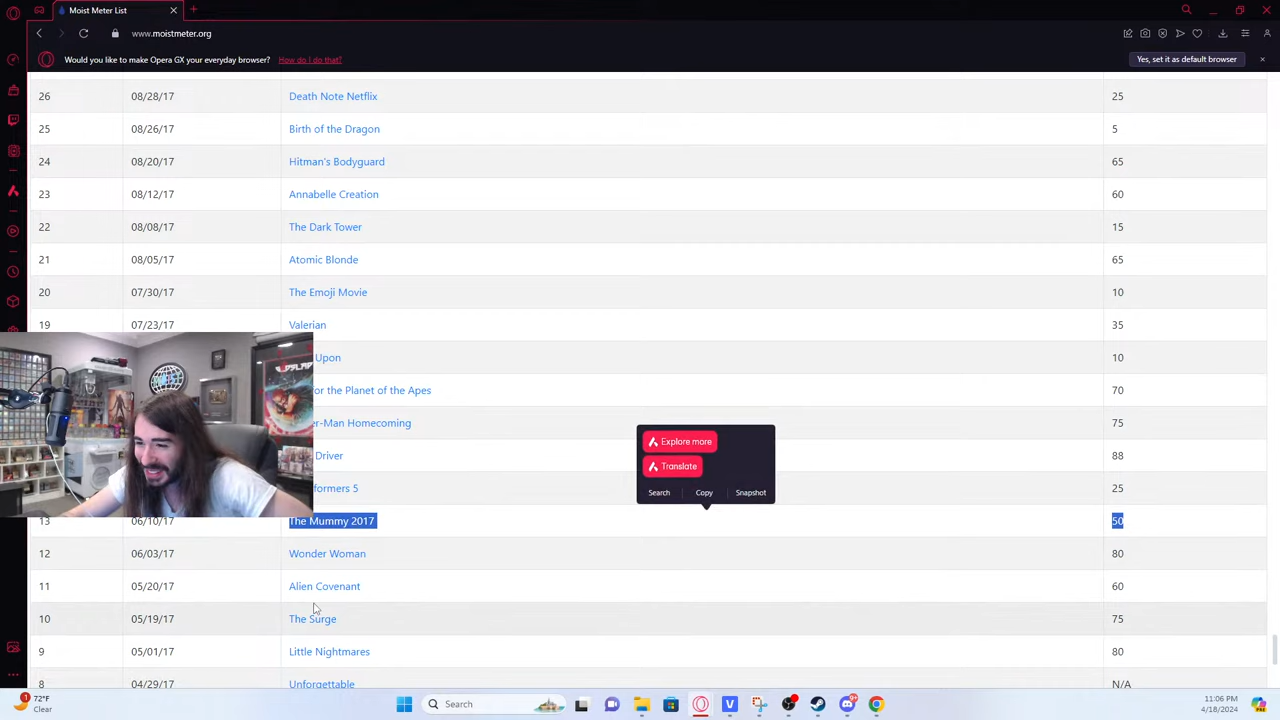 Moist Meter List
www.moistmeter.org
Would you like to make Opera GX your everyday browser? How do I do that? Yes, set it as default browser
26 08/28/17 Death Note Netflix 25
25 08/26/17 Birth of the Dragon 5
24 08/20/17 Hitman's Bodyguard 65
23 08/12/17 Annabelle Creation 60
22 08/08/17 The Dark Tower 15
21 08/05/17 Atomic Blonde 65
20 07/30/17 The Emoji Movie 10
19 07/23/17 Valerian 35
Upon 10
for the Planet of the Apes 70
er-Man Homecoming 75
Explore more
Driver 88
Translate
formers 5 25
Search Copy Snapshot
13 06/10/17 The Mummy 2017 50
12 06/03/17 Wonder Woman 80
11 05/20/17 Alien Covenant 60
10 05/19/17 The Surge 75
9 05/01/17 Little Nightmares 80
8 04/29/17 Unforgettable N/A
72°F
Clear
Search
11:06 PM
4/18/2024